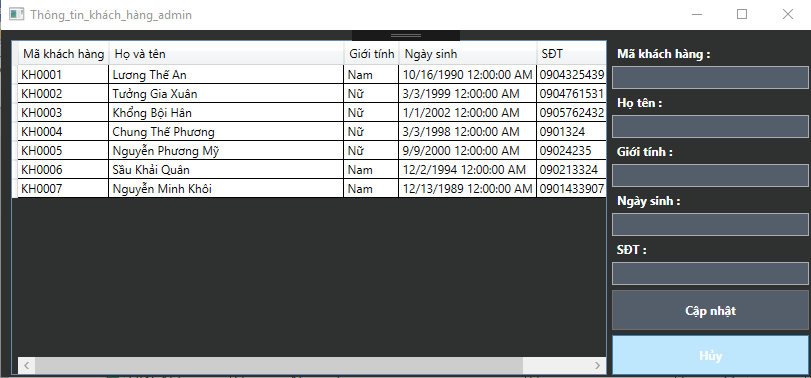 Thông_tin_khách_hàng_admin
Mã khách hàng Họ và tên Giới tính Ngày sinh SĐT
KH0001 Lương Thế An Nam 10/16/1990 12:00:00 AM 0904325439
KH0002 Tưởng Gia Xuân Nữ 3/3/1999 12:00:00 AM 0904761531
KH0003 Khổng Bội Hân Nữ 1/1/2002 12:00:00 AM 0905762432
KH0004 Chung Thế Phương Nữ 3/3/1998 12:00:00 AM 0901324
KH0005 Nguyễn Phương Mỹ Nữ 9/9/2000 12:00:00 AM 09024235
KH0006 Sầu Khải Quân Nam 12/2/1994 12:00:00 AM 090213324
KH0007 Nguyễn Minh Khôi Nam 12/13/1989 12:00:00 AM 0901433907
Mã khách hàng :
Họ tên :
Giới tính :
Ngày sinh :
SĐT :
Cập nhật
Hủy